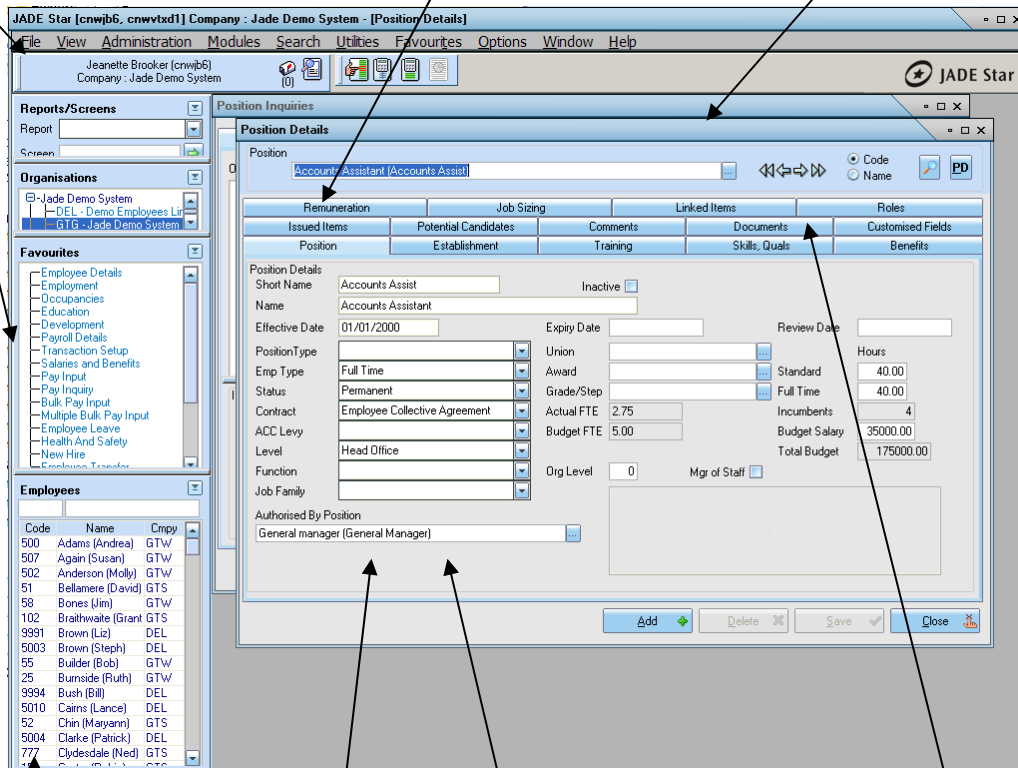 JADE Star [cnwjb6, cnwvtxd1] Company : Jade Demo System - [Position Details]
File View Administration Modules Search Utilities Favourites Options Window Help
Jeanette Brooker (cnwjb6)
Company : Jade Demo System
(0)
JADE Star
Reports/Screens
Report
Screen
Organisations
Jade Demo System
DEL - Demo Employees
GTG - Jade Demo System
Favourites
Employee Details
Employment
Occupancies
Education
Development
Payroll Details
Transaction Setup
Salaries and Benefits
Pay Input
Pay Inquiry
Bulk Pay Input
Multiple Bulk Pay Input
Employee Leave
Health And Safety
New Hire
Employee Transfer
Employees
Code Name Cmpy
500 Adams (Andrea) GTW
507 Again (Susan) GTW
502 Anderson (Molly) GTW
51 Bellamere (David) GTS
58 Bones (Jim) GTW
102 Braithwaite (Grant GTS
9991 Brown (Liz) DEL
5003 Brown (Steph) DEL
55 Builder (Bob) GTW
25 Burnside (Ruth) GTW
9994 Bush (Bill) DEL
5010 Cairns (Lance) DEL
52 Chin (Maryann) GTS
5004 Clarke (Patrick) DEL
777 Clydesdale (Ned) GTS
Position Inquiries
Position Details
Position
Accounts Assistant (Accounts Assist)
...
Code
Name
PD
Remuneration Job Sizing Linked Items Roles
Issued Items Potential Candidates Comments Documents Customised Fields
Position Establishment Training Skills, Quals Benefits
Position Details
Short Name Accounts Assist Inactive
Name Accounts Assistant
Effective Date 01/01/2000 Expiry Date Review Date
PositionType Union ... Hours
Emp Type Full Time Award ... Standard 40.00
Status Permanent Grade/Step ... Full Time 40.00
Contract Employee Collective Agreement Actual FTE 2.75 Incumbents 4
ACC Levy Budget FTE 5.00 Budget Salary 35000.00
Level Head Office Total Budget 175000.00
Function Org Level 0 Mgr of Staff
Job Family
Authorised By Position
General manager (General Manager) ...
Add Delete Save Close